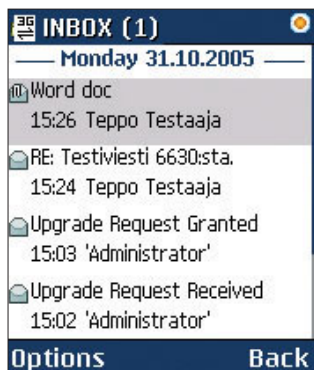 3G INBOX (1)
Monday 31.10.2005
Word doc
15:26 Teppo Testaaja
RE: Testiviesti 6630:sta.
15:24 Teppo Testaaja
Upgrade Request Granted
15:03 'Administrator'
Upgrade Request Received
15:02 'Administrator'
Options Back